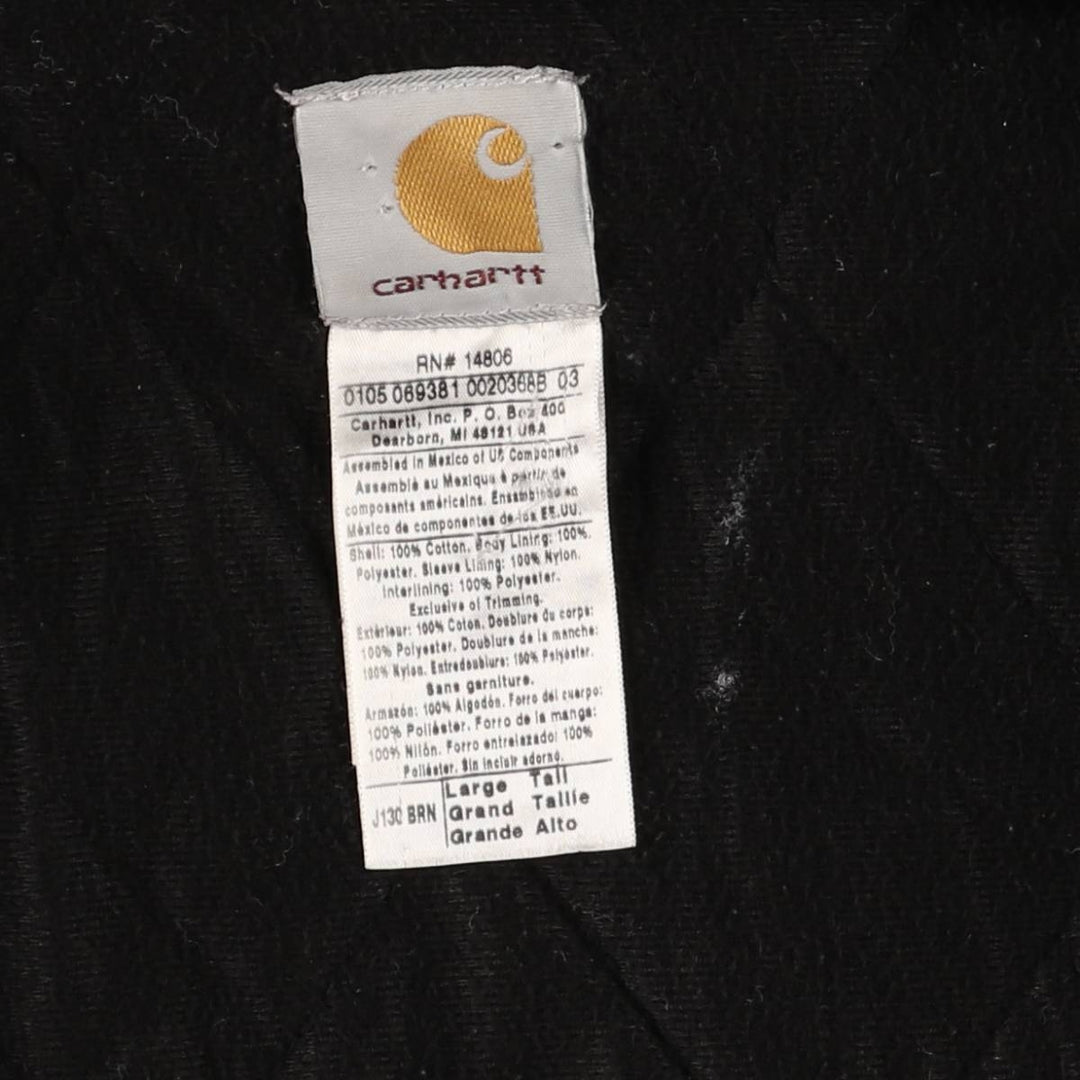 carhartt
RN# 14806
0105 069381 0020368B 03
Carhartt, Inc. P. O. Box 400
Dearborn, MI 48121 USA
Assembled in Mexico of US Components
Assemblé au Mexique à partir de
composants américains. Ensamblado en
México de componentes de los EE.UU.
Shell: 100% Cotton. Body Lining: 100%
Polyester. Sleeve Lining: 100% Nylon.
Interlining: 100% Polyester.
Exclusive of Trimming.
Extérieur: 100% Coton. Doublure du corps:
100% Polyester. Doublure de la manche:
100% Nylon. Entredoublure: 100% Polyester.
Sans garniture.
Armazón: 100% Algodón. Forro del cuerpo:
100% Poliéster. Forro de la manga:
100% Nilón. Forro entrelazado: 100%
Poliéster. Sin incluir adorno.
J130 BRN
Large Tall
Grand Taille
Grande Alto